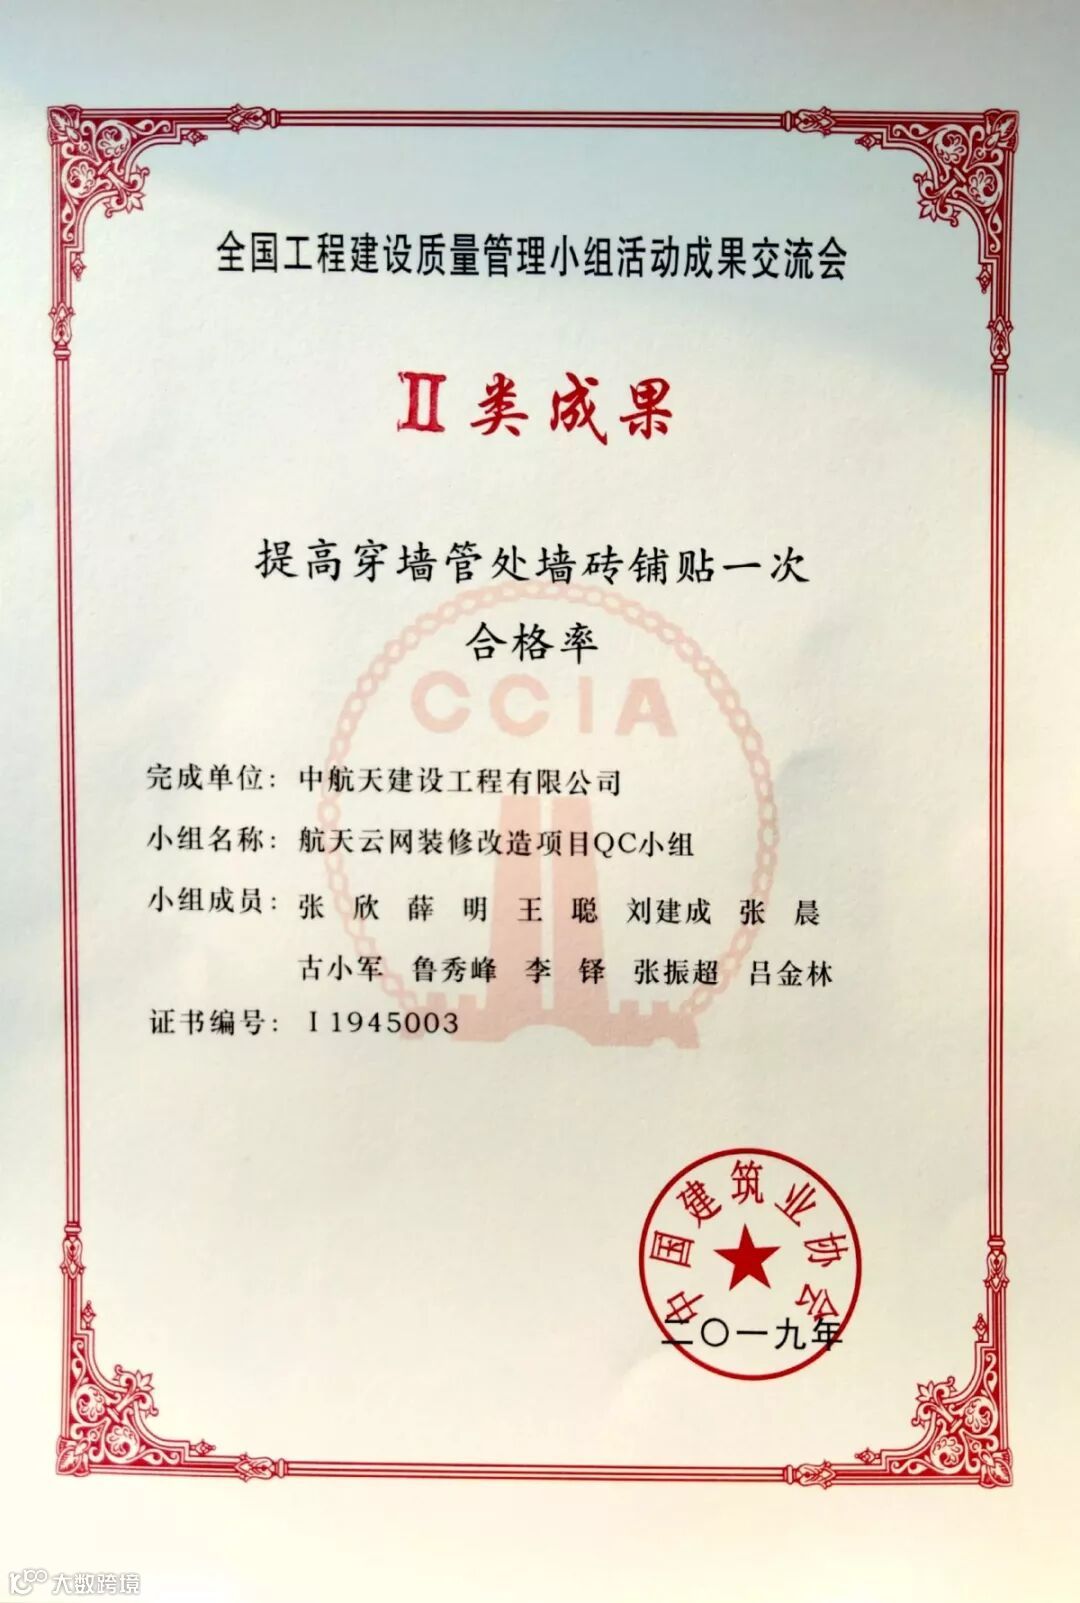 全国工程建设质量管理小组活动成果交流会
Ⅱ类成果
提高穿墙管处墙砖铺贴一次
合格率
CCIA
完成单位：中航天建设工程有限公司
小组名称：航天云网装修改造项目QC小组
小组成员：张 欣 薛 明 王 聪 刘建成 张 晨
古小军 鲁秀峰 李 铎 张振超 吕金林
证书编号：I1945003
中国建筑业协会
二〇一九年
大数跨境